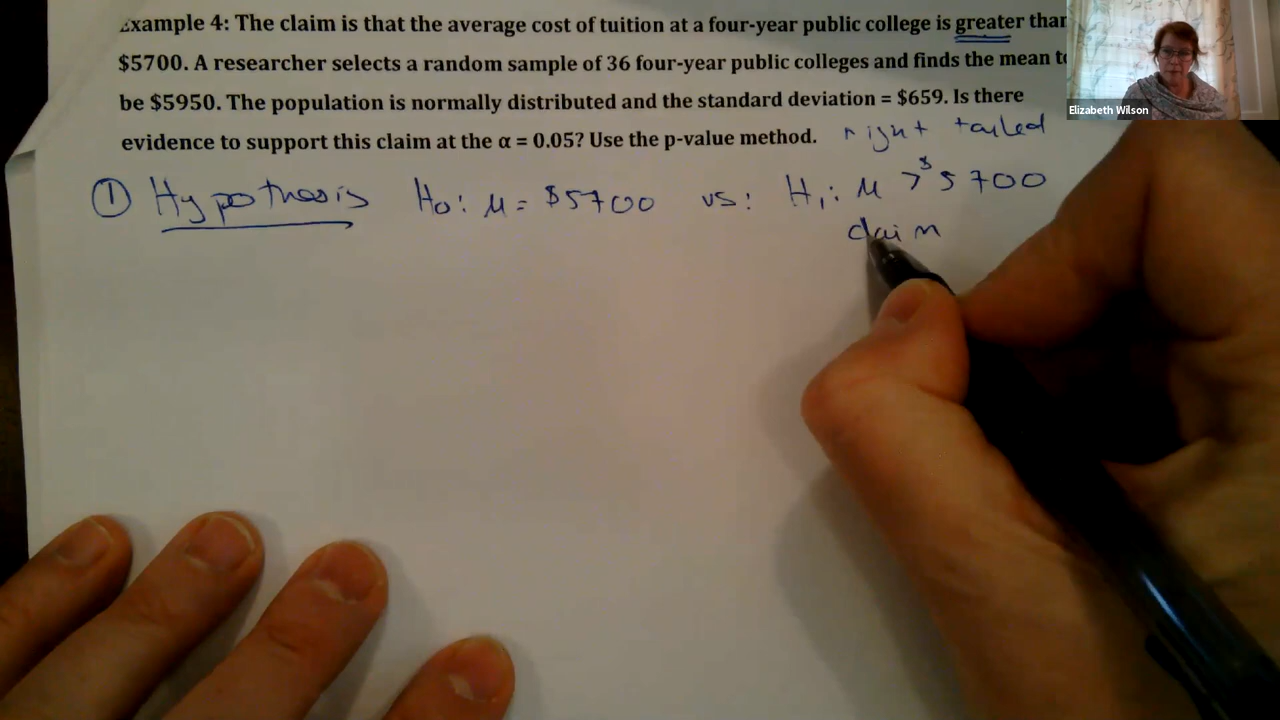 Example 4: The claim is that the average cost of tuition at a four-year public college is greater than
$5700. A researcher selects a random sample of 36 four-year public colleges and finds the mean to
be $5950. The population is normally distributed and the standard deviation = $659. Is there
evidence to support this claim at the α = 0.05? Use the p-value method. right tailed
① Hypothesis H₀: μ = $5700 vs: H₁: μ > $5700
claim
Elizabeth Wilson